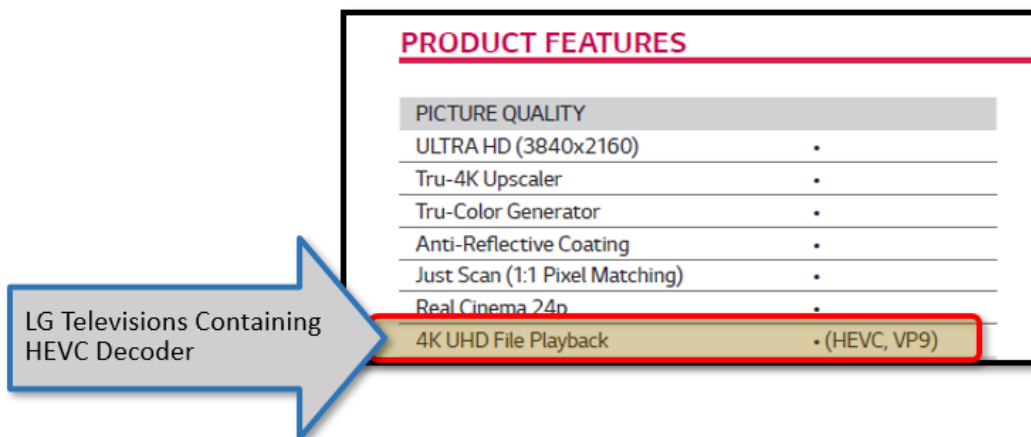 PRODUCT FEATURES
PICTURE QUALITY
ULTRA HD (3840x2160) •
Tru-4K Upscaler •
Tru-Color Generator •
Anti-Reflective Coating •
Just Scan (1:1 Pixel Matching) •
Real Cinema 24p •
4K UHD File Playback • (HEVC, VP9)
LG Televisions Containing
HEVC Decoder